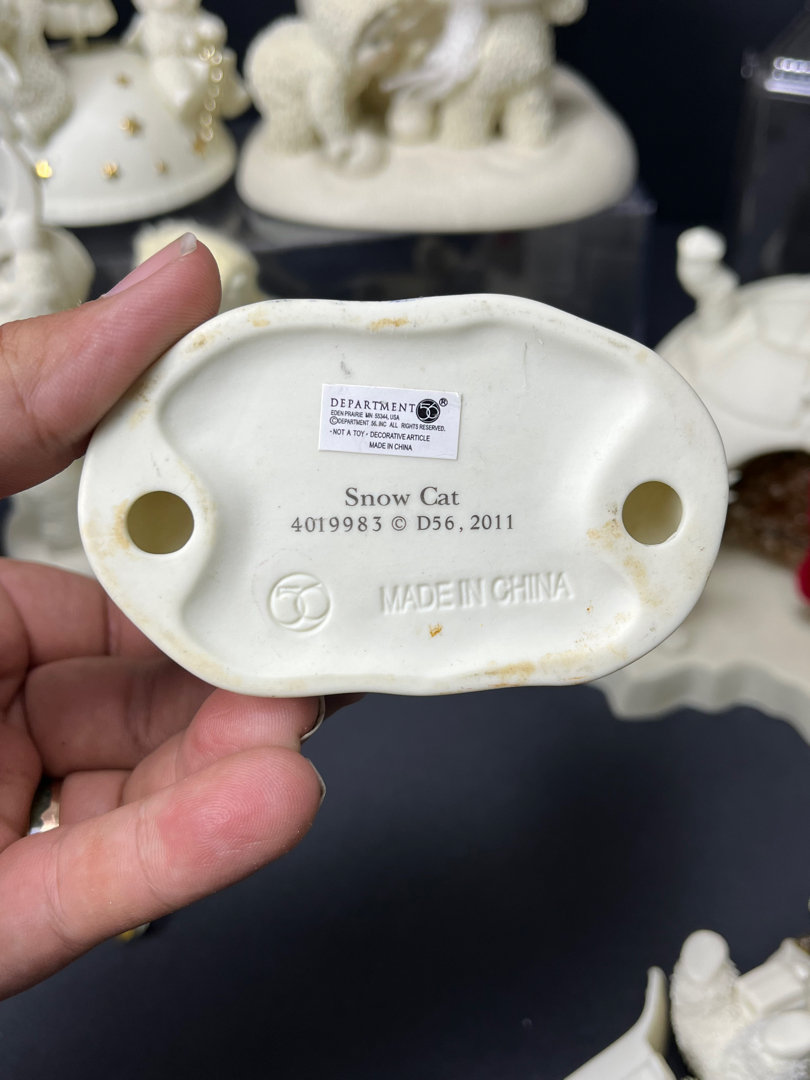 DEPARTMENT 56 ®
EDEN PRAIRIE MN 55344, USA
©DEPARTMENT 56, INC ALL RIGHTS RESERVED.
• NOT A TOY • DECORATIVE ARTICLE
MADE IN CHINA
Snow Cat
4019983 © D56, 2011
56 MADE IN CHINA